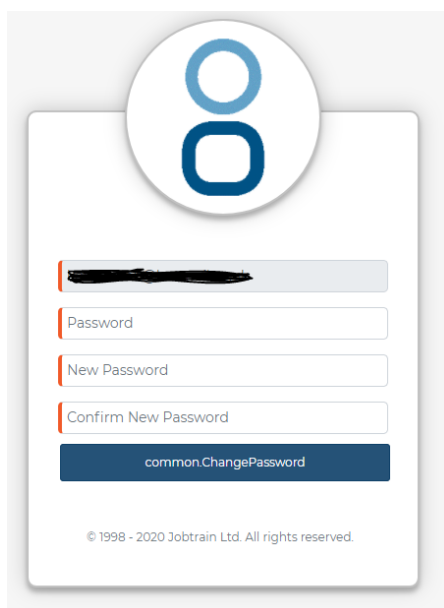 Password
New Password
Confirm New Password
common.ChangePassword
© 1998 - 2020 Jobtrain Ltd. All rights reserved.